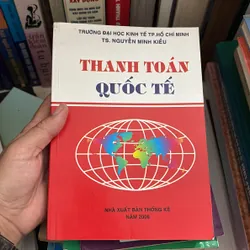 TRƯỜNG ĐẠI HỌC KINH TẾ TP.HỒ CHÍ MINH
TS. NGUYỄN MINH KIỀU
THANH TOÁN
QUỐC TẾ
NHÀ XUẤT BẢN THỐNG KÊ